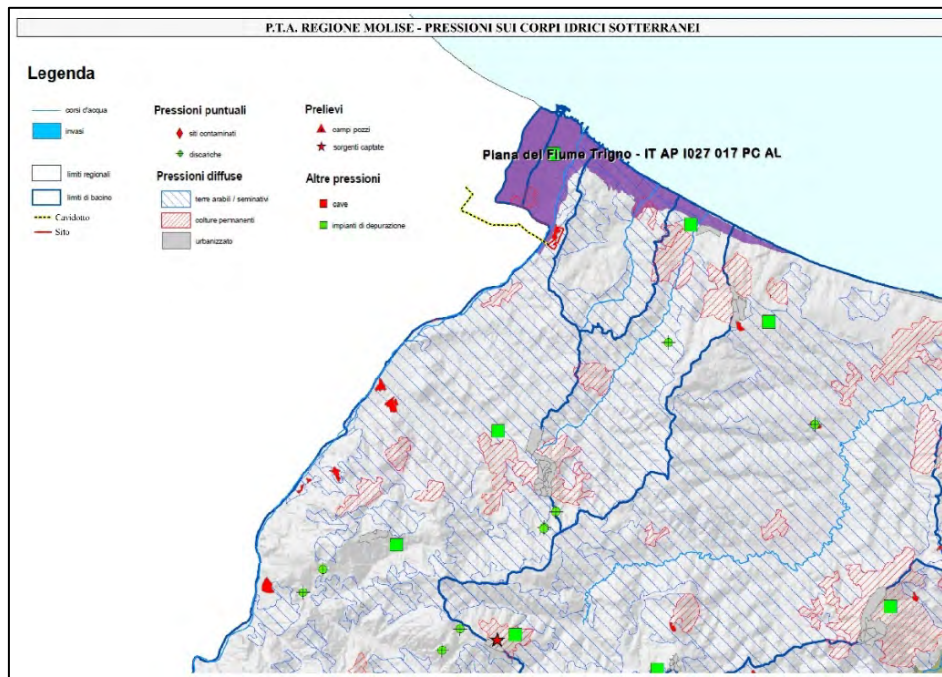 P.T.A. REGIONE MOLISE - PRESSIONI SUI CORPI IDRICI SOTTERRANEI
Legenda
corsi d'acqua
invasi
limiti regionali
limiti di bacino
Cavidotto
Sito
Pressioni puntuali
siti contaminati
discariche
Pressioni diffuse
terre arabili / seminativi
colture permanenti
urbanizzato
Prelievi
campi pozzi
sorgenti captate
Altre pressioni
cave
impianti di depurazione
Piana del Fiume Trigno - IT AP I027 017 PC AL